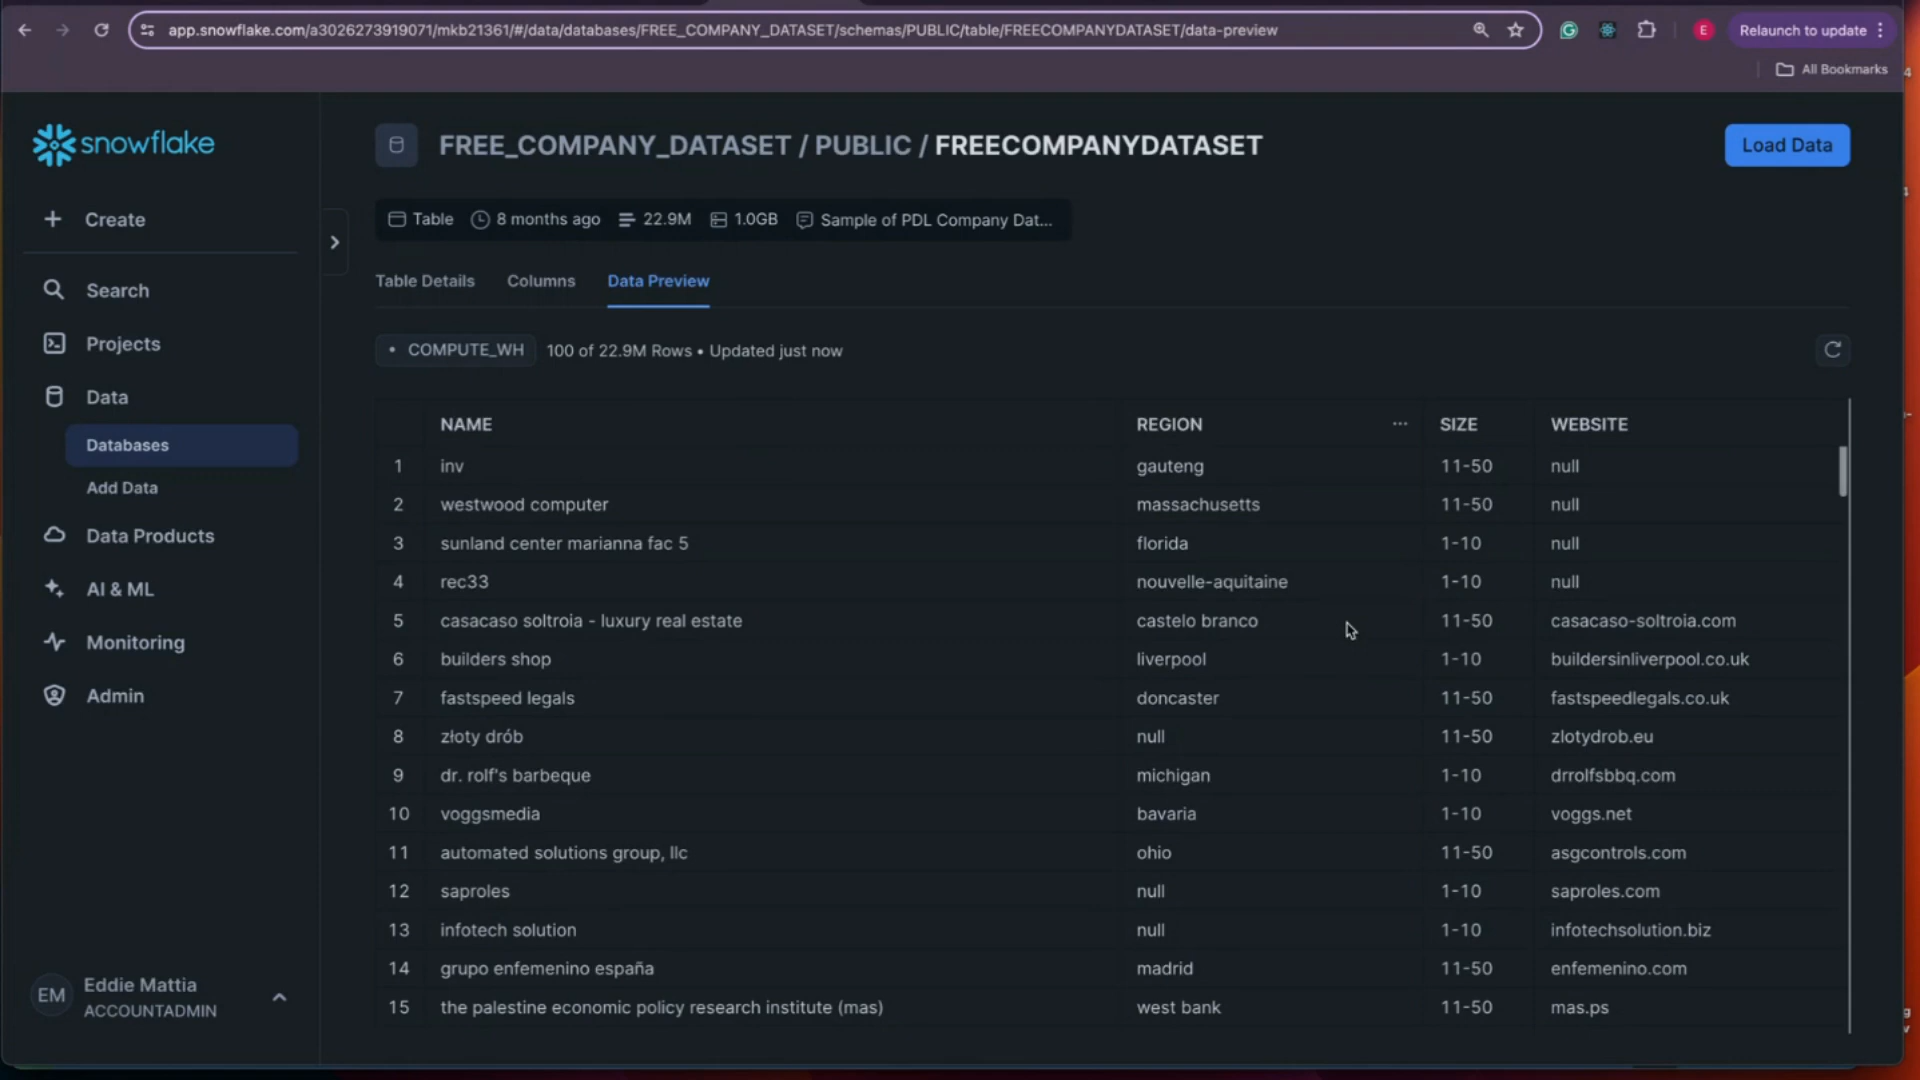 app.snowflake.com/a3026273919071/mkb21361/#/data/databases/FREE_COMPANY_DATASET/schemas/PUBLIC/table/FREECOMPANYDATASET/data-preview
E
Relaunch to update
All Bookmarks
snowflake
FREE_COMPANY_DATASET / PUBLIC / FREECOMPANYDATASET
Load Data
Create
Table 8 months ago 22.9M 1.0GB Sample of PDL Company Dat...
Search
Table Details Columns Data Preview
Projects
COMPUTE_WH 100 of 22.9M Rows • Updated just now
Data
Databases
Add Data
Data Products
AI & ML
Monitoring
Admin
NAME REGION ... SIZE WEBSITE
1 inv gauteng 11-50 null
2 westwood computer massachusetts 11-50 null
3 sunland center marianna fac 5 florida 1-10 null
4 rec33 nouvelle-aquitaine 1-10 null
5 casacaso soltroia - luxury real estate castelo branco 11-50 casacaso-soltroia.com
6 builders shop liverpool 1-10 buildersinliverpool.co.uk
7 fastspeed legals doncaster 11-50 fastspeedlegals.co.uk
8 złoty drób null 11-50 zlotydrob.eu
9 dr. rolf's barbeque michigan 1-10 drrolfsbbq.com
10 voggsmedia bavaria 1-10 voggs.net
11 automated solutions group, llc ohio 11-50 asgcontrols.com
12 saproles null 1-10 saproles.com
13 infotech solution null 1-10 infotechsolution.biz
14 grupo enfemenino españa madrid 11-50 enfemenino.com
15 the palestine economic policy research institute (mas) west bank 11-50 mas.ps
EM
Eddie Mattia
ACCOUNTADMIN